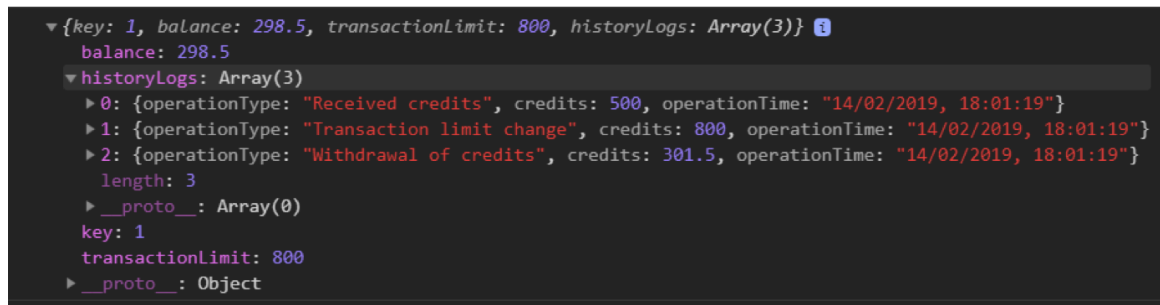 ▼{key: 1, balance: 298.5, transactionLimit: 800, historyLogs: Array(3)} i
balance: 298.5
▼historyLogs: Array(3)
▶0: {operationType: "Received credits", credits: 500, operationTime: "14/02/2019, 18:01:19"}
▶1: {operationType: "Transaction limit change", credits: 800, operationTime: "14/02/2019, 18:01:19"}
▶2: {operationType: "Withdrawal of credits", credits: 301.5, operationTime: "14/02/2019, 18:01:19"}
length: 3
▶__proto__: Array(0)
key: 1
transactionLimit: 800
▶__proto__: Object